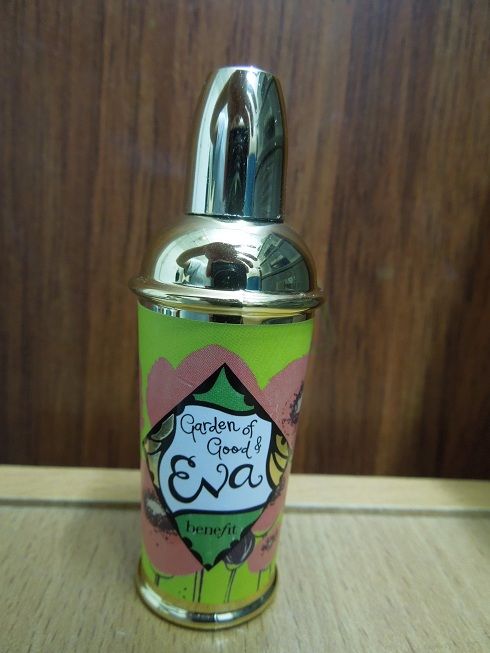 Garden of
Good &
Eva
benefit